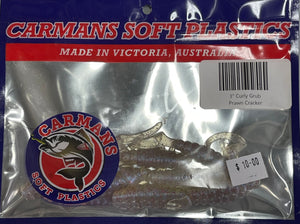 CARMANS SOFT PLASTICS
MADE IN VICTORIA, AUSTRALIA
3" Curly Grub
Prawn Cracker
CARMANS
SOFT PLASTICS
$ 10-00